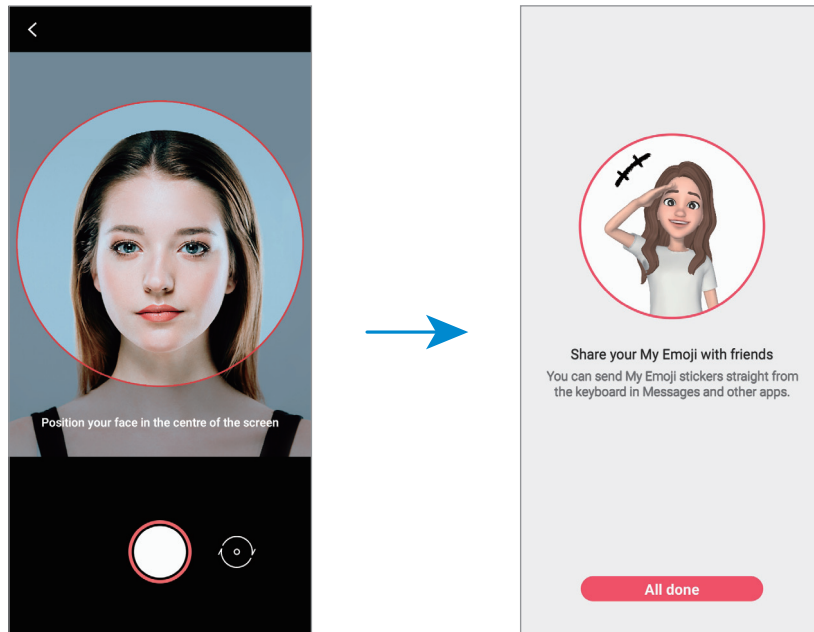 Position your face in the centre of the screen
Share your My Emoji with friends
You can send My Emoji stickers straight from
the keyboard in Messages and other apps.
All done